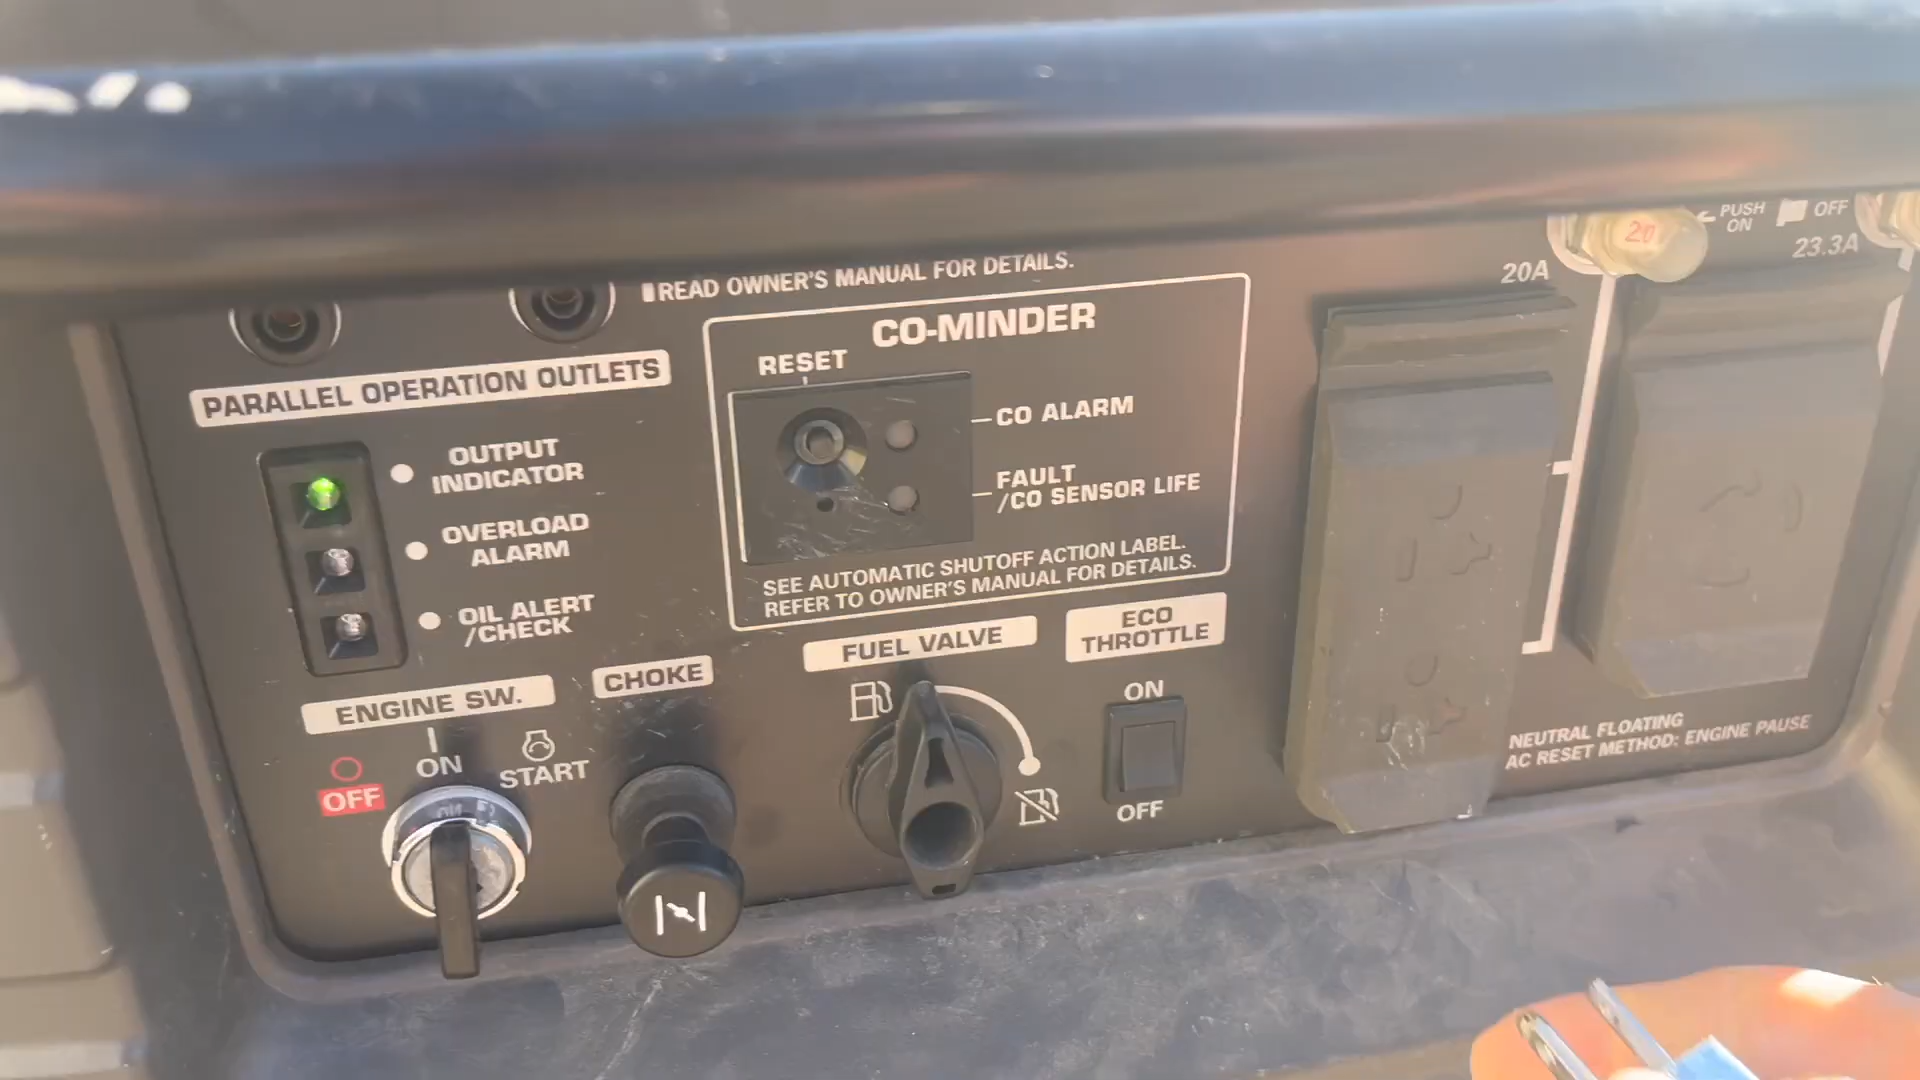 READ OWNER'S MANUAL FOR DETAILS.
PARALLEL OPERATION OUTLETS
OUTPUT
INDICATOR
OVERLOAD
ALARM
OIL ALERT
/CHECK
CO-MINDER
RESET
CO ALARM
FAULT
/CO SENSOR LIFE
SEE AUTOMATIC SHUTOFF ACTION LABEL.
REFER TO OWNER'S MANUAL FOR DETAILS.
ENGINE SW.
OFF
ON
START
CHOKE
FUEL VALVE
ECO
THROTTLE
ON
OFF
20A
20
PUSH
ON
OFF
23.3A
NEUTRAL FLOATING
AC RESET METHOD: ENGINE PAUSE